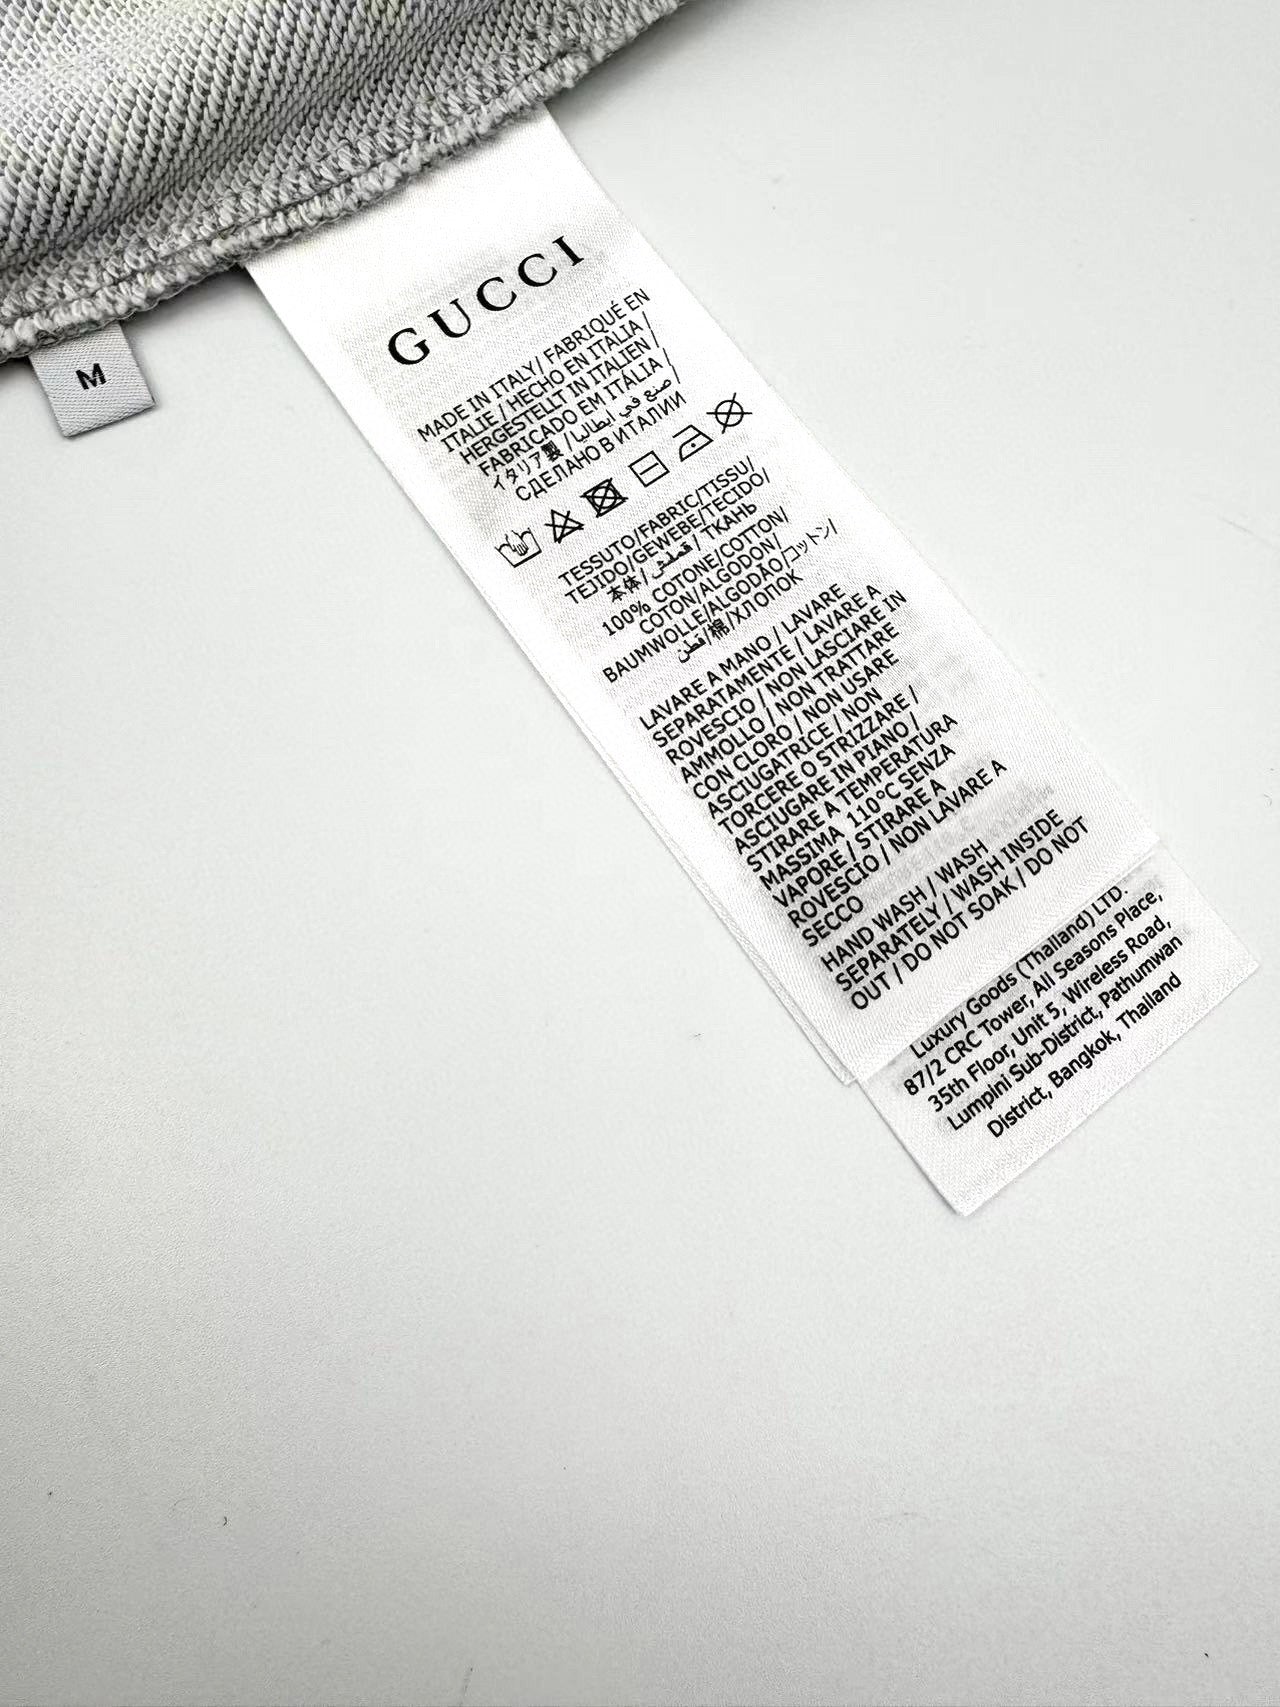 GUCCI
MADE IN ITALY/ FABRIQUÉ EN
ITALIE / HECHO EN ITALIA /
HERGESTELLT IN ITALIEN /
FABRICADO EM ITÁLIA /
イタリア製 / صنع في ايطاليا /
СДЕЛАНО В ИТАЛИИ
TESSUTO/FABRIC/TISSU/
TEJIDO/GEWEBE/TECIDO/
本体/ قطش / ТКАНЬ
100% COTONE/COTTON/
COTON/ALGODON/
BAUMWOLLE/ALGODÃO/コットン/
قطن/棉/ХЛОПОК
LAVARE A MANO / LAVARE
SEPARATAMENTE / LAVARE A
ROVESCIO / NON LASCIARE IN
AMMOLLO / NON TRATTARE
CON CLORO / NON USARE
ASCIUGATRICE / NON
TORCERE O STRIZZARE /
ASCIUGARE IN PIANO /
STIRARE A TEMPERATURA
MASSIMA 110°C SENZA
VAPORE / STIRARE A
ROVESCIO / NON LAVARE A
SECCO
HAND WASH / WASH
SEPARATELY / WASH INSIDE
OUT / DO NOT SOAK / DO NOT
Luxury Goods (Thailand) LTD.
87/2 CRC Tower, All Seasons Place,
35th Floor, Unit 5, Wireless Road,
Lumpini Sub-District, Pathumwan
District, Bangkok, Thailand
M